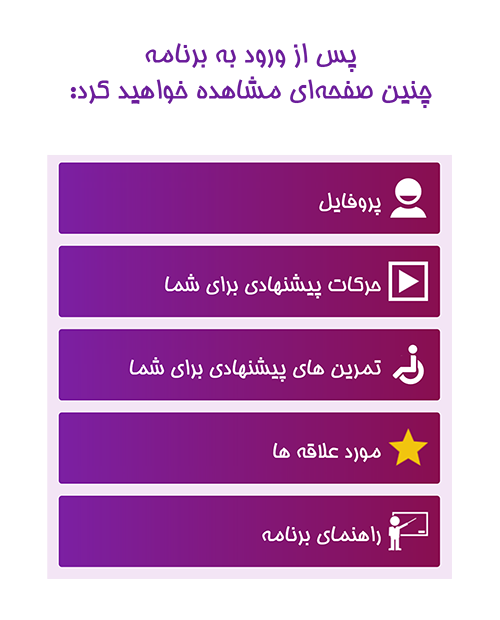 پس از ورود به برنامه
چنین صفحه‌ای مشاهده خواهید کرد:
پروفایل
حرکات پیشنهادی برای شما
تمرین های پیشنهادی برای شما
مورد علاقه ها
راهنمای برنامه